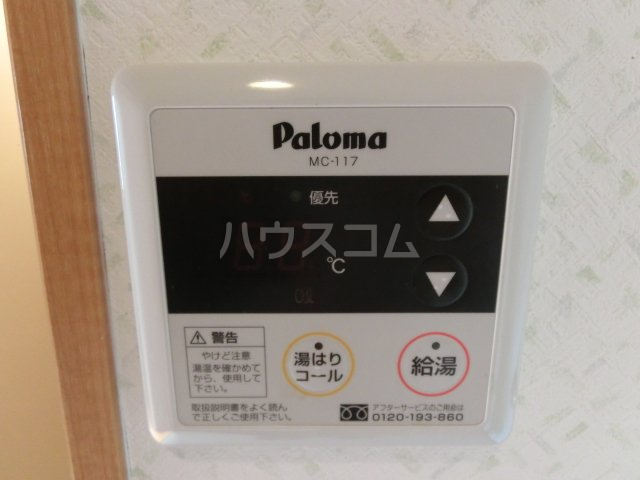 Paloma
MC-117
優先
ハウスコム
℃
警告
やけど注意
湯温を確かめて
から、使用して
下さい。
湯はり
コール
給湯
取扱説明書をよく読ん
で正しくご使用下さい。
アフターサービスのご用命は
0120-193-860